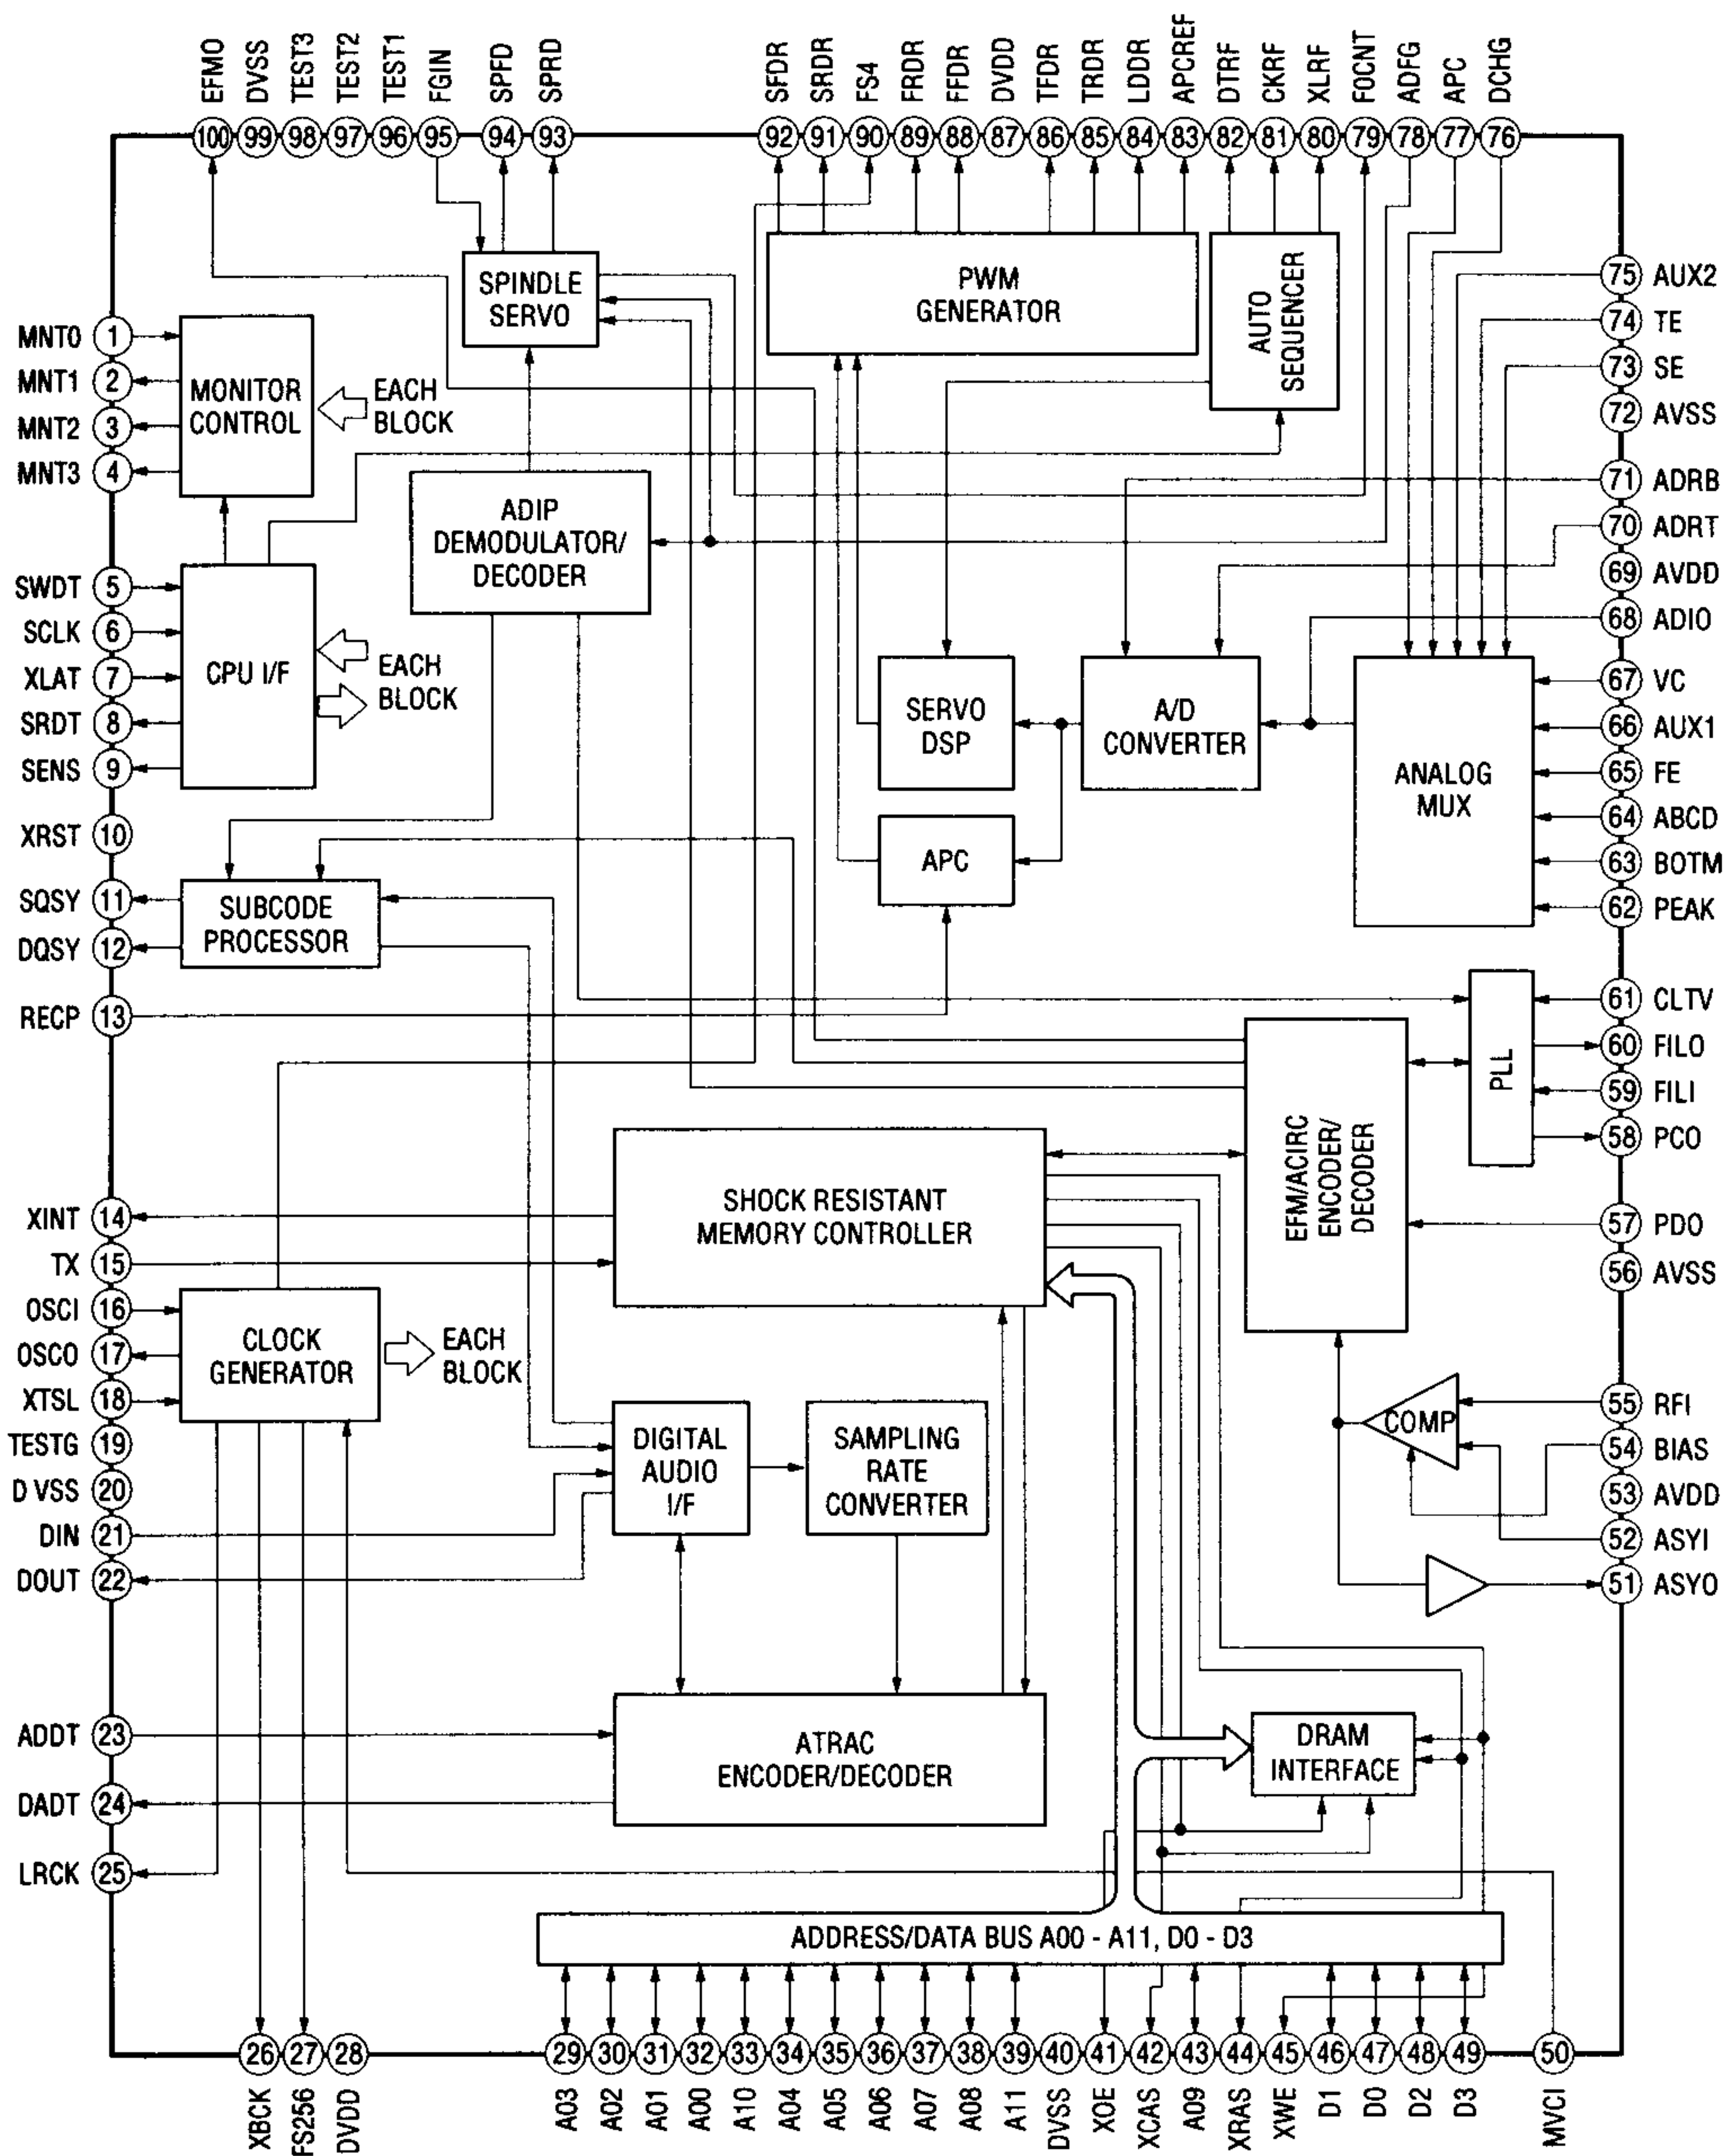 EFMO
DVSS
TEST3
TEST2
TEST1
FGIN
SPFD
SPRD
SFDR
SRDR
FS4
FRDR
FFDR
DVDD
TFDR
TRDR
LDDR
APCREF
DTRF
CKRF
XLRF
F0CNT
ADFG
APC
DCHG
100
99
98
97
96
95
94
93
92
91
90
89
88
87
86
85
84
83
82
81
80
79
78
77
76
MNT0
1
MNT1
2
MNT2
3
MNT3
4
SWDT
5
SCLK
6
XLAT
7
SRDT
8
SENS
9
XRST
10
SQSY
11
DQSY
12
RECP
13
XINT
14
TX
15
OSCI
16
OSCO
17
XTSL
18
TESTG
19
D VSS
20
DIN
21
DOUT
22
ADDT
23
DADT
24
LRCK
25
MONITOR
CONTROL
EACH
BLOCK
CPU I/F
EACH
BLOCK
SUBCODE
PROCESSOR
CLOCK
GENERATOR
EACH
BLOCK
SPINDLE
SERVO
ADIP
DEMODULATOR/
DECODER
PWM
GENERATOR
AUTO
SEQUENCER
SERVO
DSP
A/D
CONVERTER
ANALOG
MUX
APC
PLL
EFM/ACIRC
ENCODER/
DECODER
SHOCK RESISTANT
MEMORY CONTROLLER
DIGITAL
AUDIO
I/F
SAMPLING
RATE
CONVERTER
COMP
ATRAC
ENCODER/DECODER
DRAM
INTERFACE
ADDRESS/DATA BUS A00 - A11, D0 - D3
75
AUX2
74
TE
73
SE
72
AVSS
71
ADRB
70
ADRT
69
AVDD
68
ADIO
67
VC
66
AUX1
65
FE
64
ABCD
63
BOTM
62
PEAK
61
CLTV
60
FILO
59
FILI
58
PCO
57
PDO
56
AVSS
55
RFI
54
BIAS
53
AVDD
52
ASYI
51
ASYO
26
27
28
29
30
31
32
33
34
35
36
37
38
39
40
41
42
43
44
45
46
47
48
49
50
XBCK
FS256
DVDD
A03
A02
A01
A00
A10
A04
A05
A06
A07
A08
A11
DVSS
XOE
XCAS
A09
XRAS
XWE
D1
D0
D2
D3
MVCI